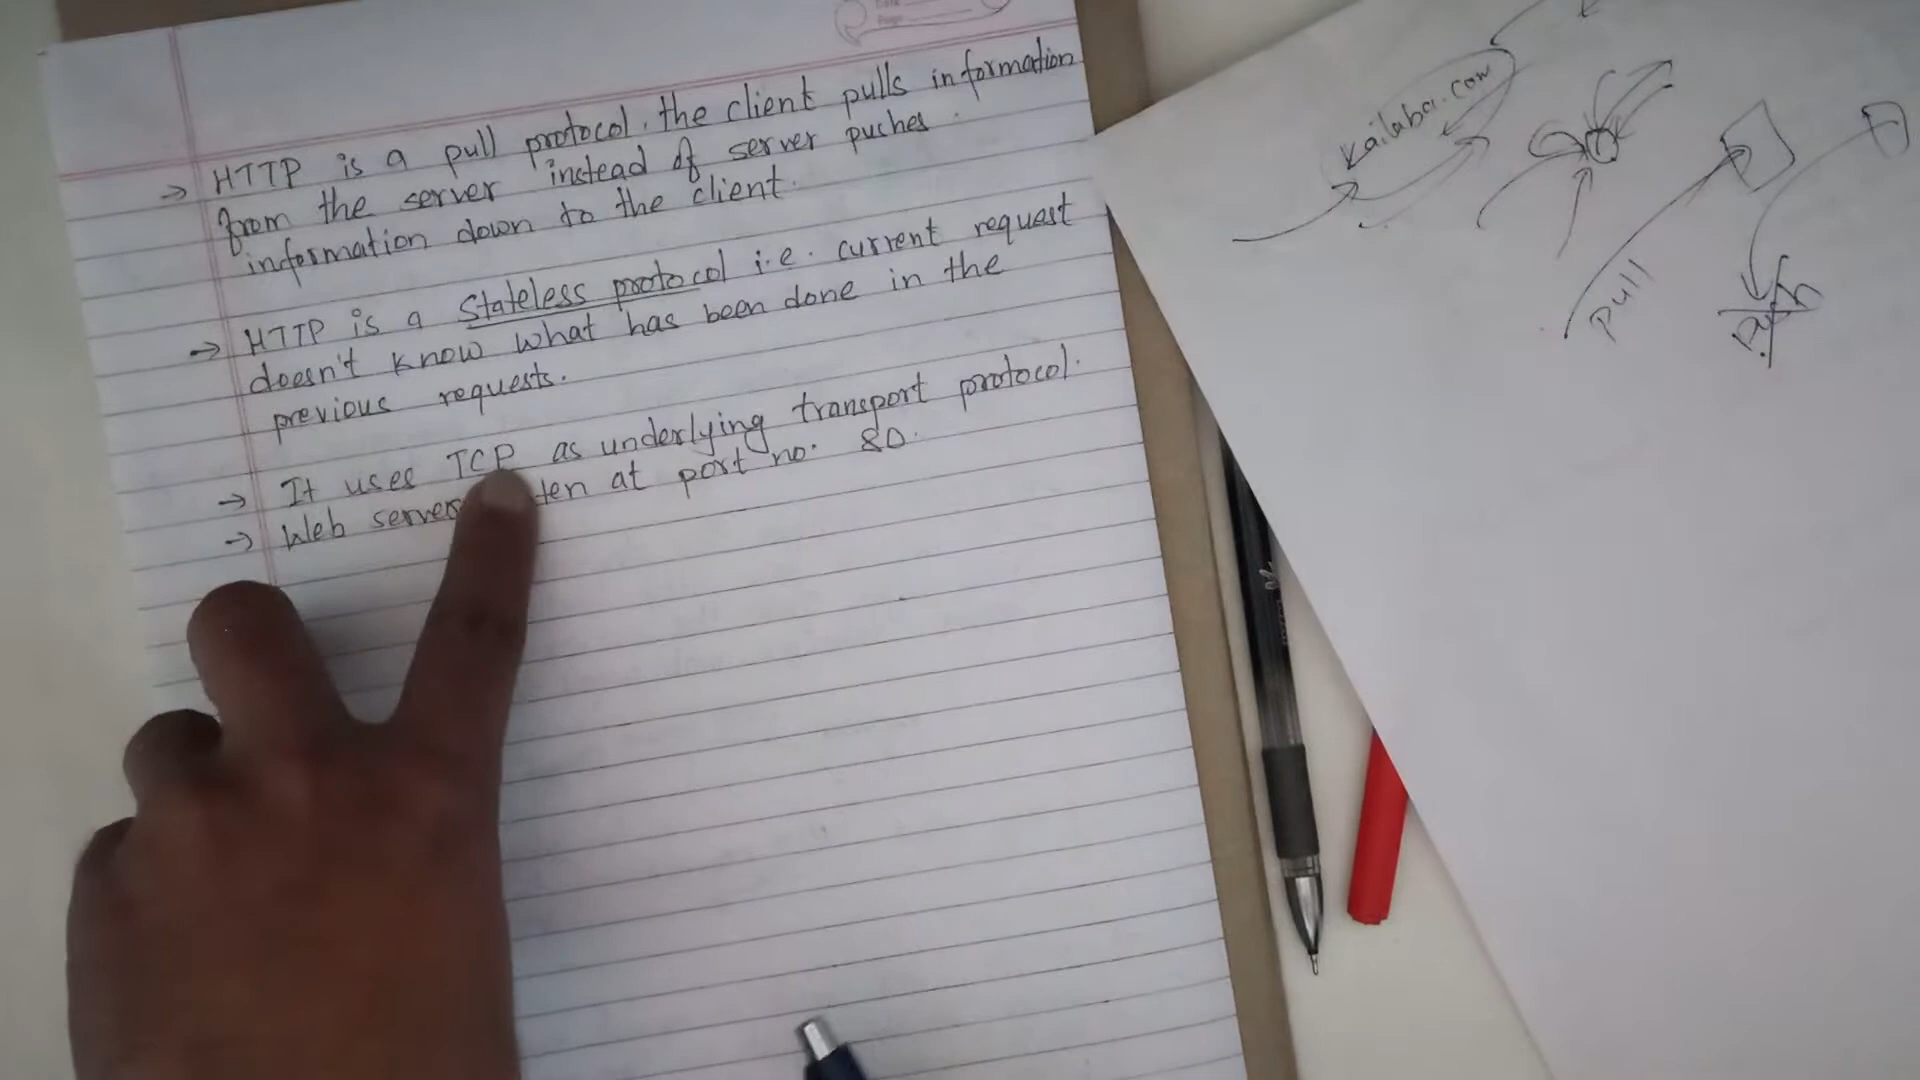 Page
→ HTTP is a pull protocol. the client pulls information
from the server instead of server puches
information down to the client.
→ HTTP is a Stateless protocol i.e. current request
doesn't know what has been done in the
previous requests.
→ It uses TCP as underlying transport protocol.
→ Web server ten at port no. 80.
pull